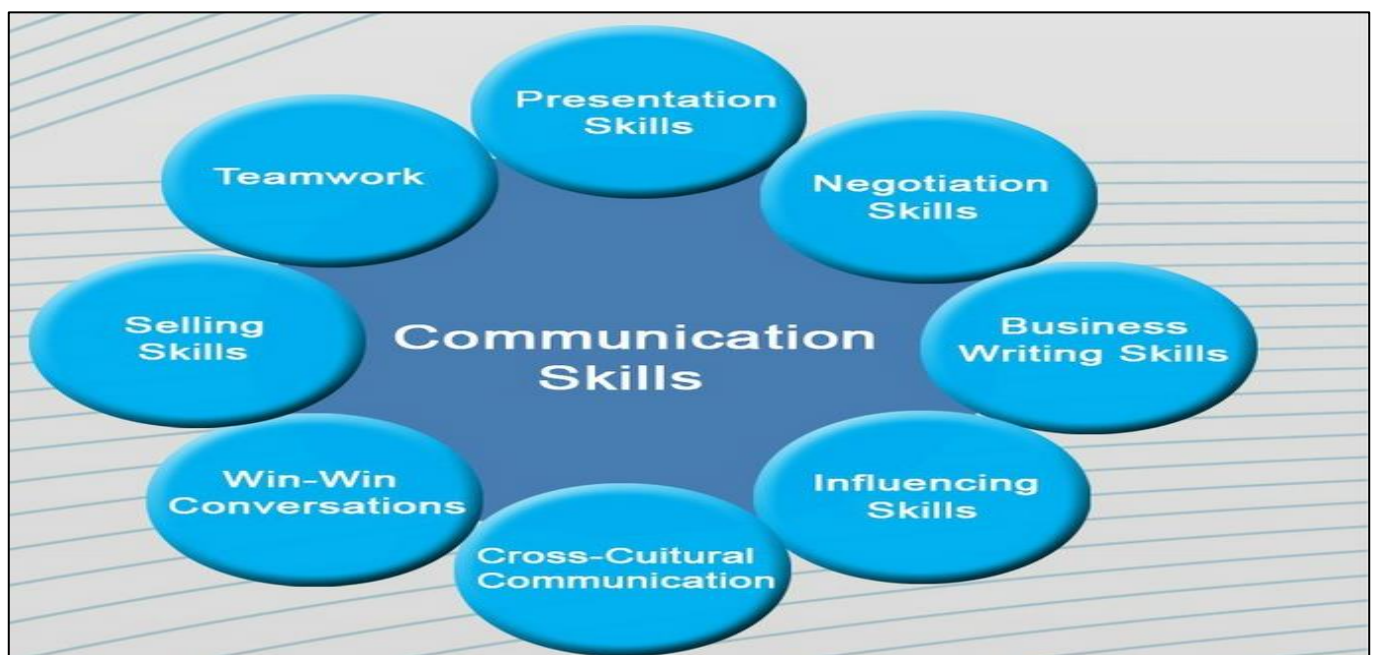 Presentation
Skills
Negotiation
Skills
Business
Writing Skills
Influencing
Skills
Cross-Cuitural
Communication
Win-Win
Conversations
Selling
Skills
Teamwork
Communication
Skills